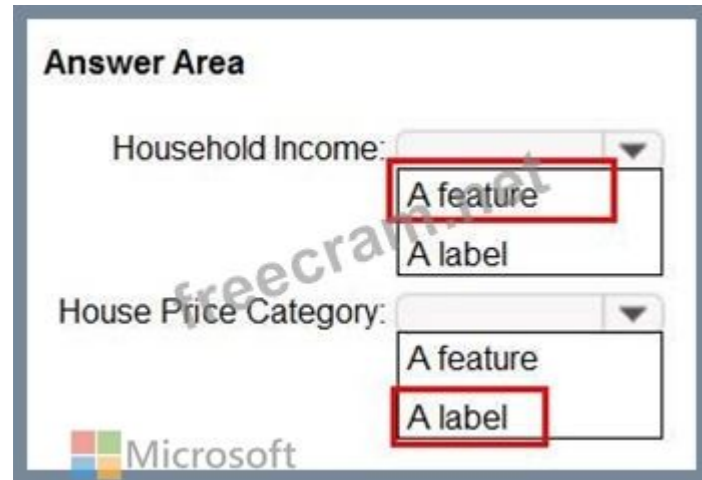 Answer Area
Household Income:
A feature
A label
House Price Category:
A feature
A label
freecram.net
Microsoft